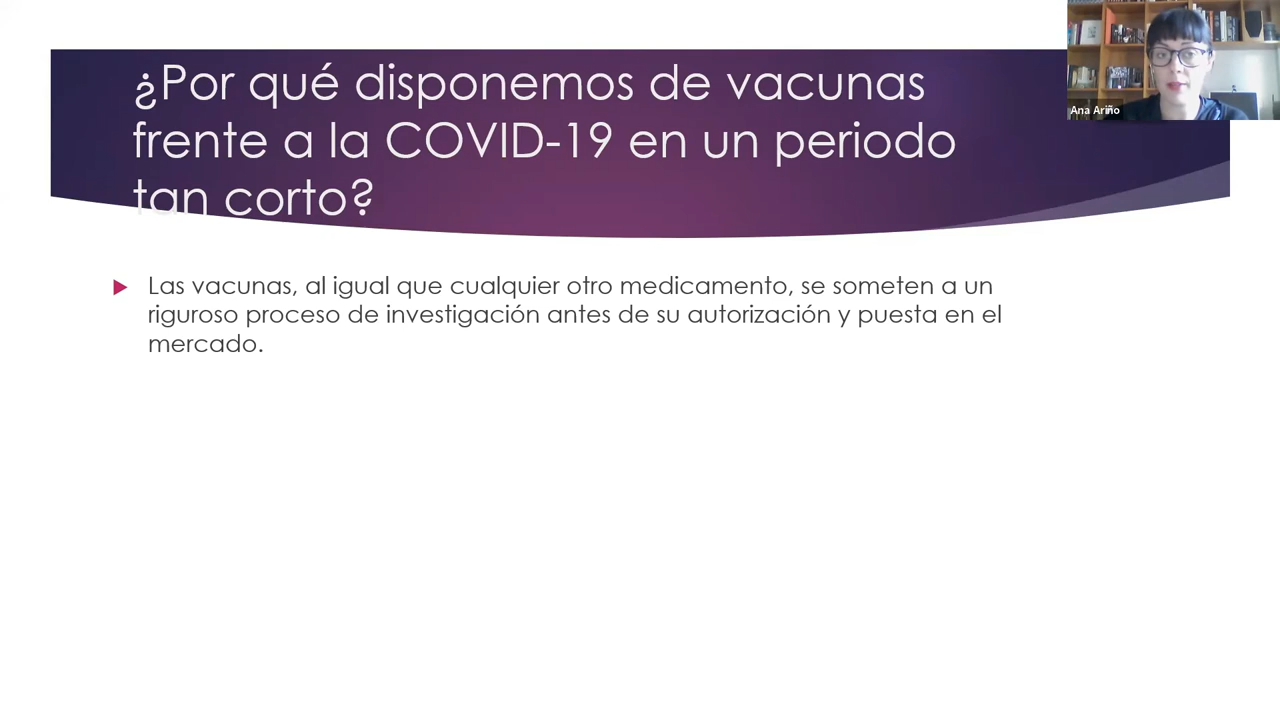 ¿Por qué disponemos de vacunas
frente a la COVID-19 en un periodo
tan corto?
Ana Ariño
Las vacunas, al igual que cualquier otro medicamento, se someten a un
riguroso proceso de investigación antes de su autorización y puesta en el
mercado.